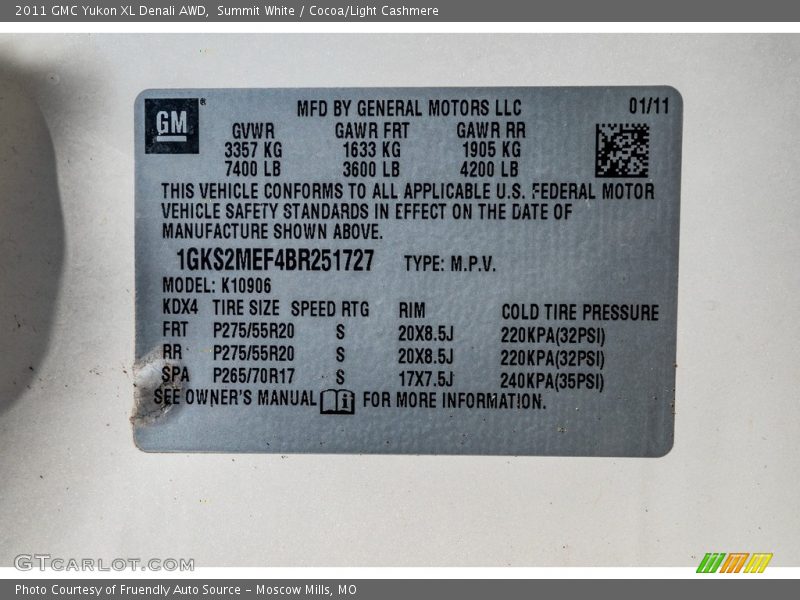 2011 GMC Yukon XL Denali AWD, Summit White / Cocoa/Light Cashmere
GM®
MFD BY GENERAL MOTORS LLC 01/11
GVWR GAWR FRT GAWR RR
3357 KG 1633 KG 1905 KG
7400 LB 3600 LB 4200 LB
THIS VEHICLE CONFORMS TO ALL APPLICABLE U.S. FEDERAL MOTOR
VEHICLE SAFETY STANDARDS IN EFFECT ON THE DATE OF
MANUFACTURE SHOWN ABOVE.
1GKS2MEF4BR251727 TYPE: M.P.V.
MODEL: K10906
KDX4 TIRE SIZE SPEED RTG RIM COLD TIRE PRESSURE
FRT P275/55R20 S 20X8.5J 220KPA(32PSI)
RR P275/55R20 S 20X8.5J 220KPA(32PSI)
SPA P265/70R17 S 17X7.5J 240KPA(35PSI)
SEE OWNER'S MANUAL i FOR MORE INFORMATION.
GTCARLOT.COM
Photo Courtesy of Fruendly Auto Source - Moscow Mills, MO